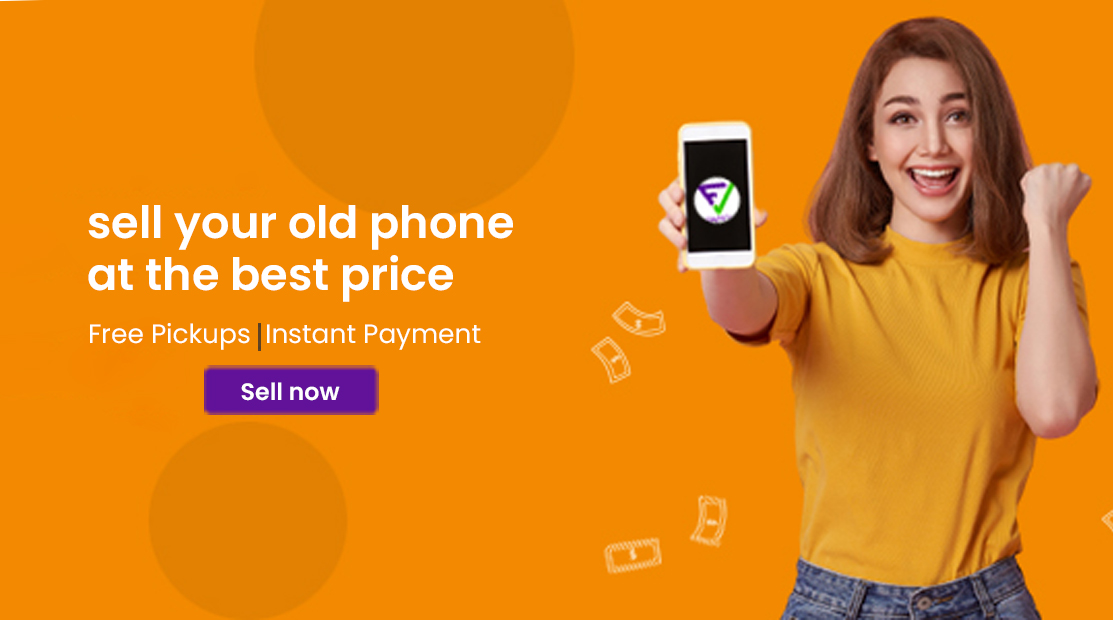 sell your old phone
at the best price
Free Pickups | Instant Payment
Sell now